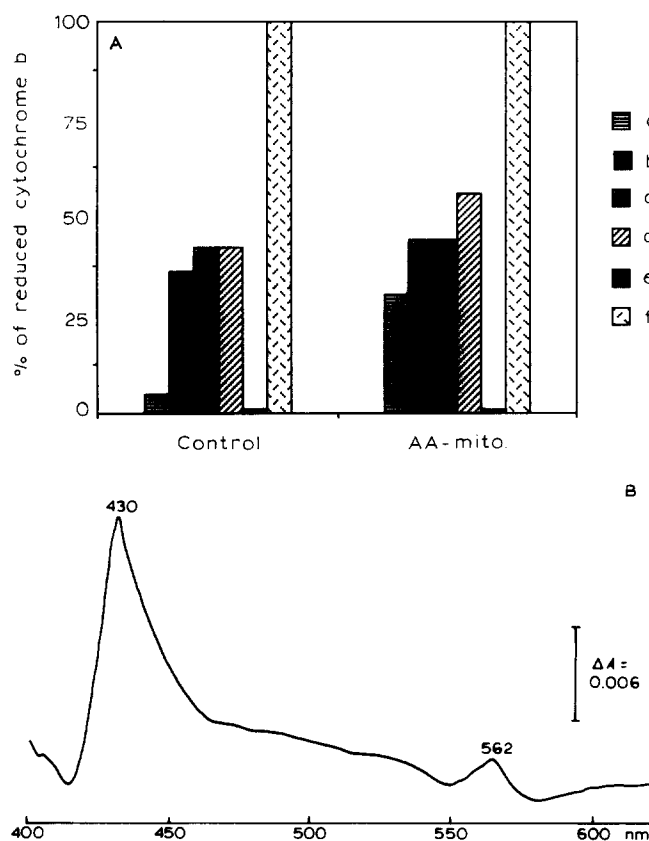 A
% of reduced cytochrome b
100
75
50
25
0
Control
AA-mito.
b
d
e
f
B
430
562
ΔA =
0.006
400
450
500
550
600
nm